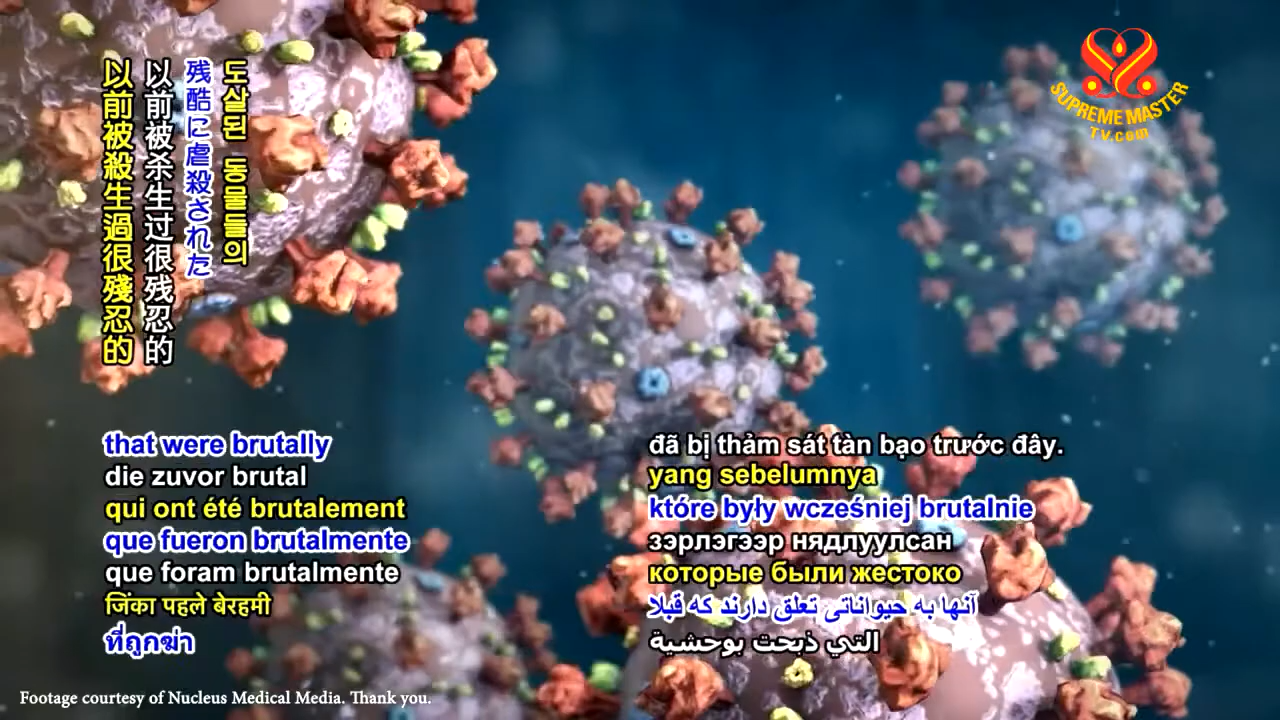 SUPREME MASTER
TV.com
도살된 동물들의
残酷に虐殺された
以前被杀生过很残忍的
以前被殺生過很殘忍的
that were brutally
die zuvor brutal
qui ont été brutalement
que fueron brutalmente
que foram brutalmente
जिंका पहले बेरहमी
ที่ถูกฆ่า
đã bị thảm sát tàn bạo trước đây.
yang sebelumnya
które były wcześniej brutalnie
зэрлэгээр нядлуулсан
которые были жестоко
آنها به حیواناتی تعلق دارند که قبلا
التي ذبحت بوحشية
Footage courtesy of Nucleus Medical Media. Thank you.